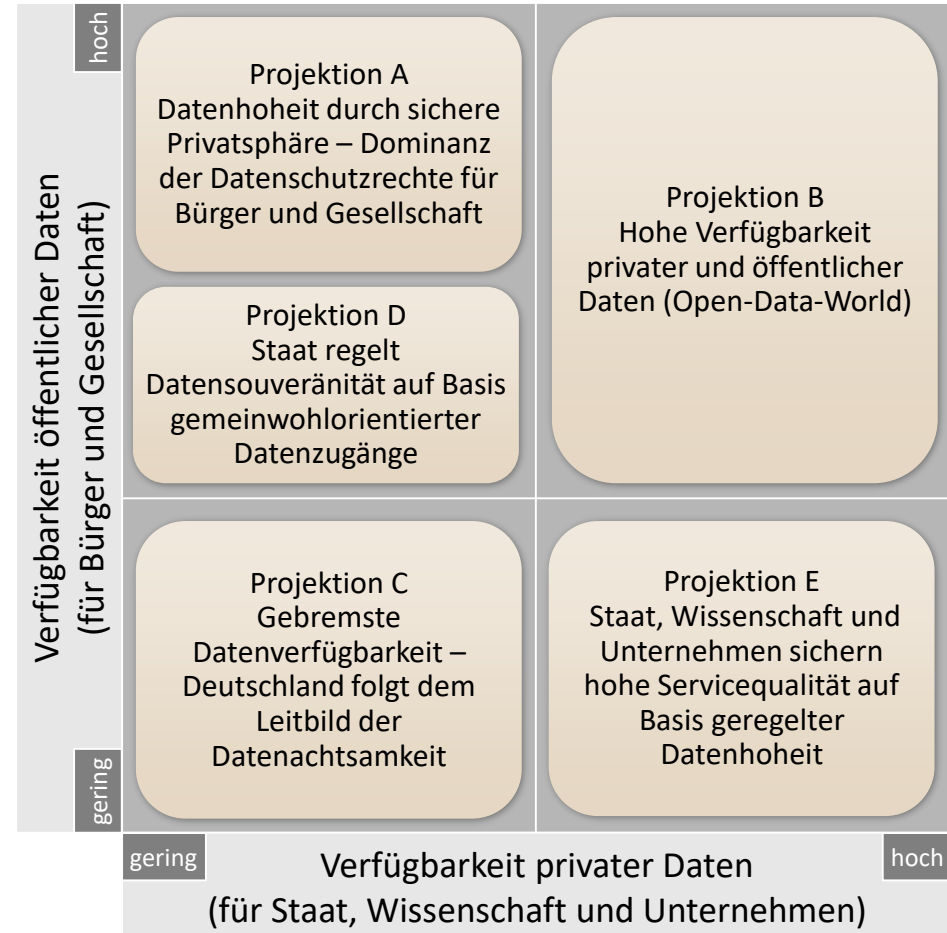 Verfügbarkeit öffentlicher Daten
(für Bürger und Gesellschaft)
hoch
gering
Projektion A
Datenhoheit durch sichere
Privatsphäre – Dominanz
der Datenschutzrechte für
Bürger und Gesellschaft
Projektion B
Hohe Verfügbarkeit
privater und öffentlicher
Daten (Open-Data-World)
Projektion D
Staat regelt
Datensouveränität auf Basis
gemeinwohlorientierter
Datenzugänge
Projektion C
Gebremste
Datenverfügbarkeit –
Deutschland folgt dem
Leitbild der
Datenachtsamkeit
Projektion E
Staat, Wissenschaft und
Unternehmen sichern
hohe Servicequalität auf
Basis geregelter
Datenhoheit
gering
Verfügbarkeit privater Daten
(für Staat, Wissenschaft und Unternehmen)
hoch